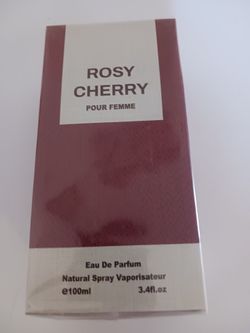 ROSY
CHERRY
POUR FEMME
Eau De Parfum
Natural Spray Vaporisateur
℮100ml 3.4fl.oz